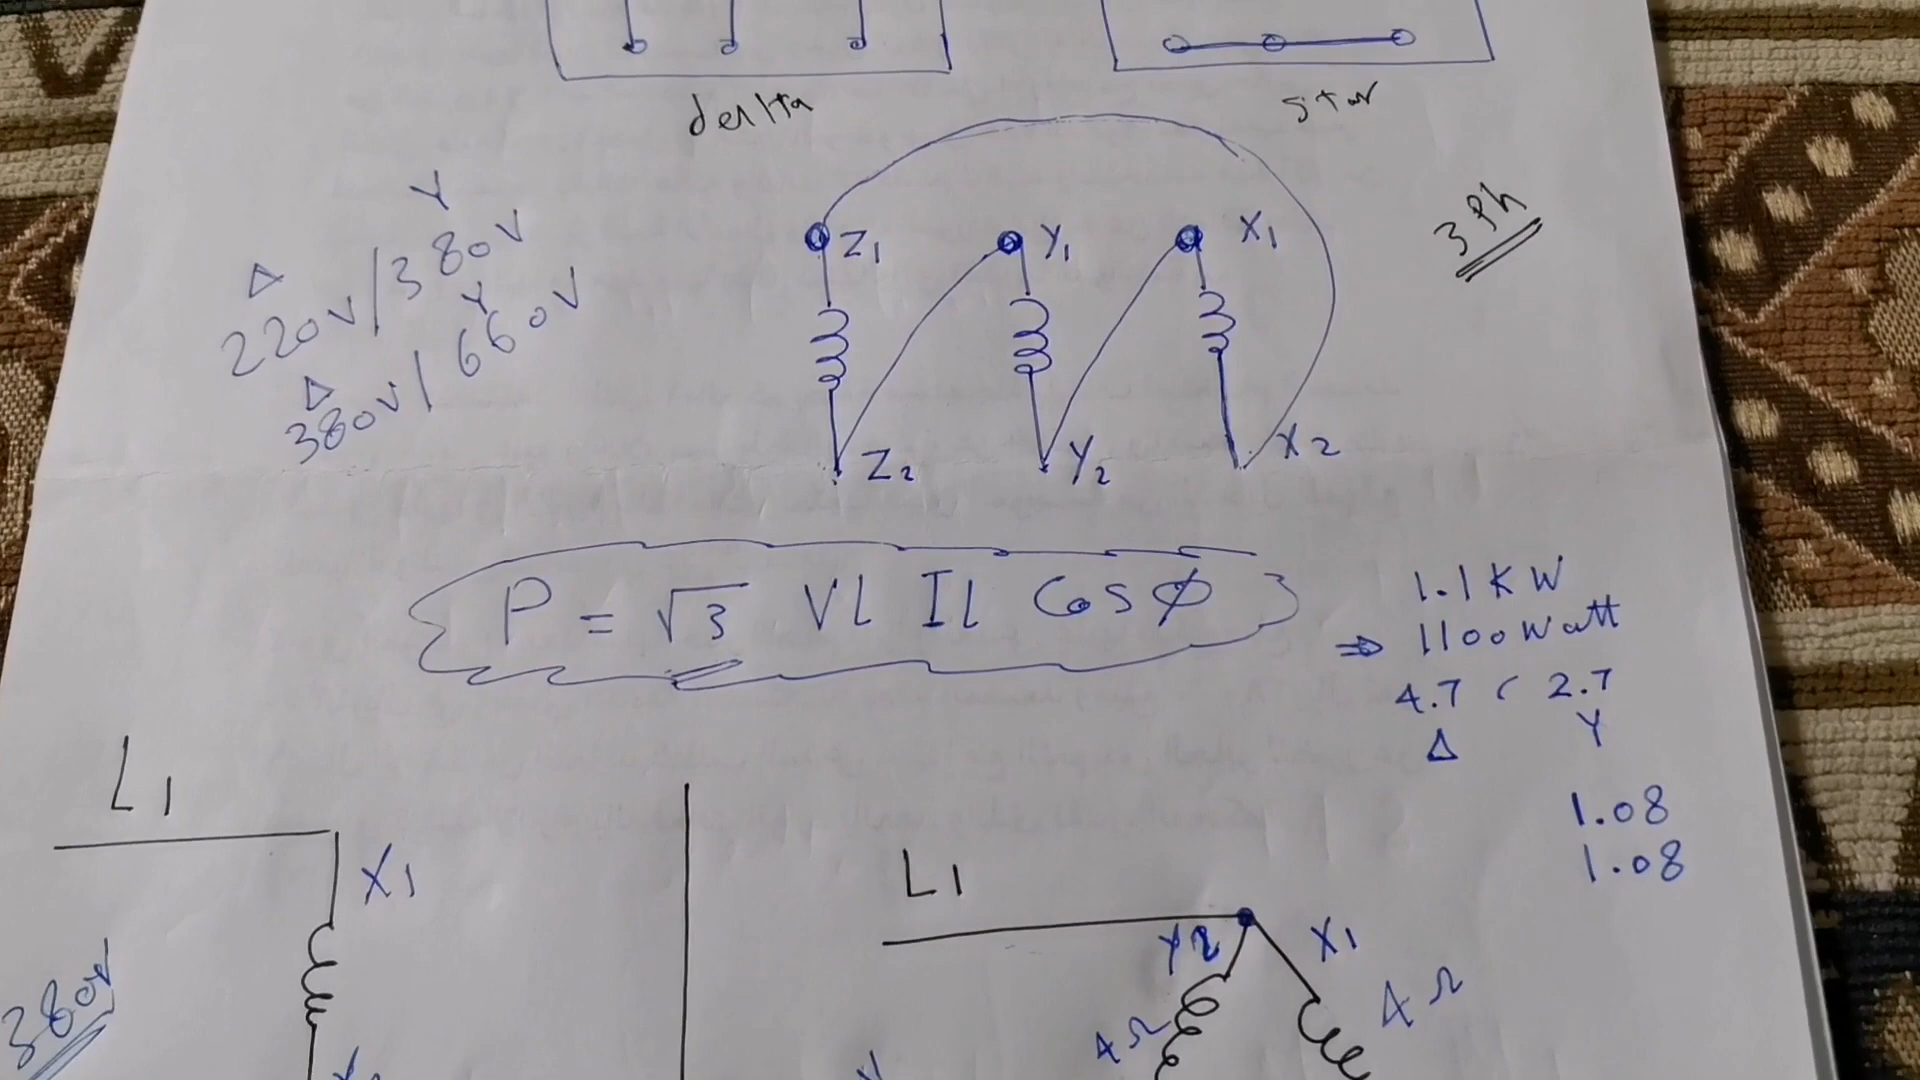 delta
star
Y
Δ
220V/380V
Y
Δ
380V/660V
Z1
Y1
X1
3Ph
Z2
Y2
X2
P = √3 VL IL Cosφ
1.1KW
⇒ 1100Watt
4.7 ( 2.7
Δ Y
1.08
1.08
L1
X1
380V
L1
Y2
X1
4Ω
4Ω